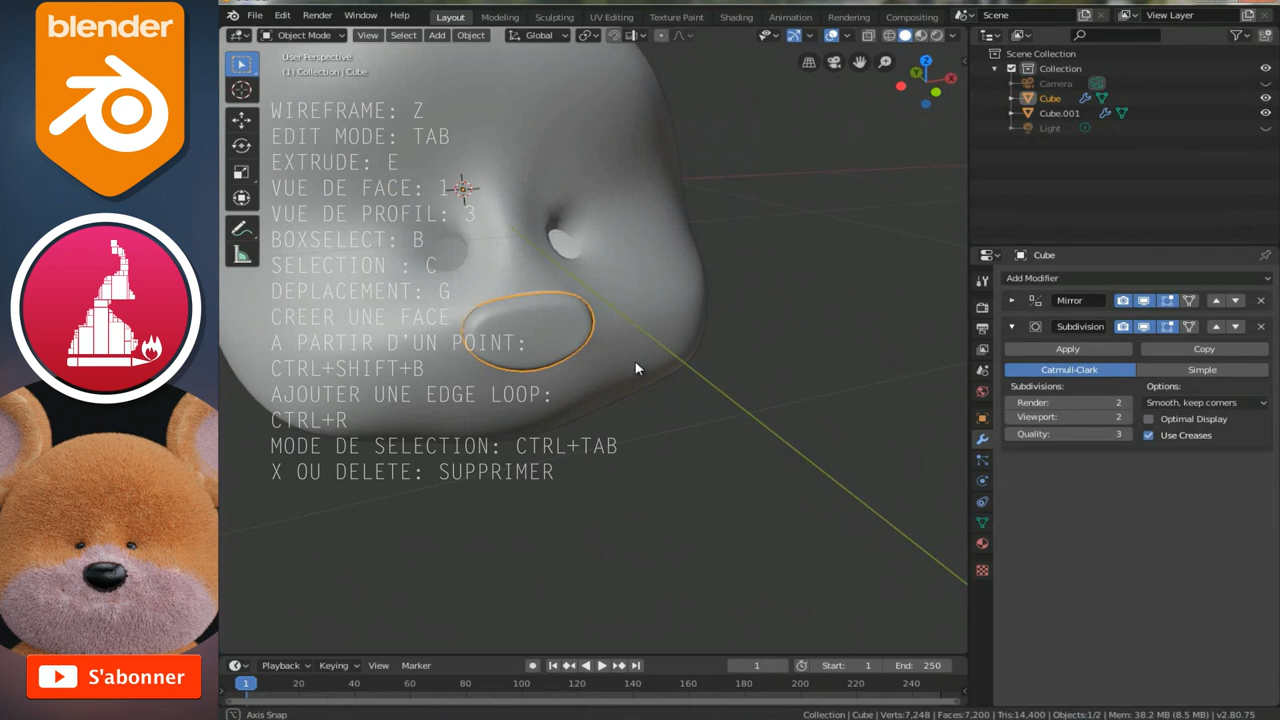 blender
File Edit Render Window Help Layout Modeling Sculpting UV Editing Texture Paint Shading Animation Rendering Compositing Scene View Layer
Object Mode View Select Add Object Global
User Perspective
(1) Collection | Cube
WIREFRAME: Z
EDIT MODE: TAB
EXTRUDE: E
VUE DE FACE: 1
VUE DE PROFIL: 3
BOXSELECT: B
SELECTION : C
DEPLACEMENT: G
CREER UNE FACE
A PARTIR D'UN POINT:
CTRL+SHIFT+B
AJOUTER UNE EDGE LOOP:
CTRL+R
MODE DE SELECTION: CTRL+TAB
X OU DELETE: SUPPRIMER
Z
X
Y
Scene Collection
Collection
Camera
Cube
Cube.001
Light
Cube
Add Modifier
Mirror
Subdivision
Apply Copy
Catmull-Clark Simple
Subdivisions: Options:
Render: 2 Smooth, keep corners
Viewport: 2 Optimal Display
Quality: 3 Use Creases
S'abonner
Playback Keying View Marker 1 Start: 1 End: 250
1 20 40 60 80 100 120 140 160 180 200 220 240
Axis Snap
Collection | Cube | Verts:7,248 | Faces:7,200 | Tris:14,400 | Objects:1/2 | Mem: 38.2 MB (8.5 MB) | v2.80.75